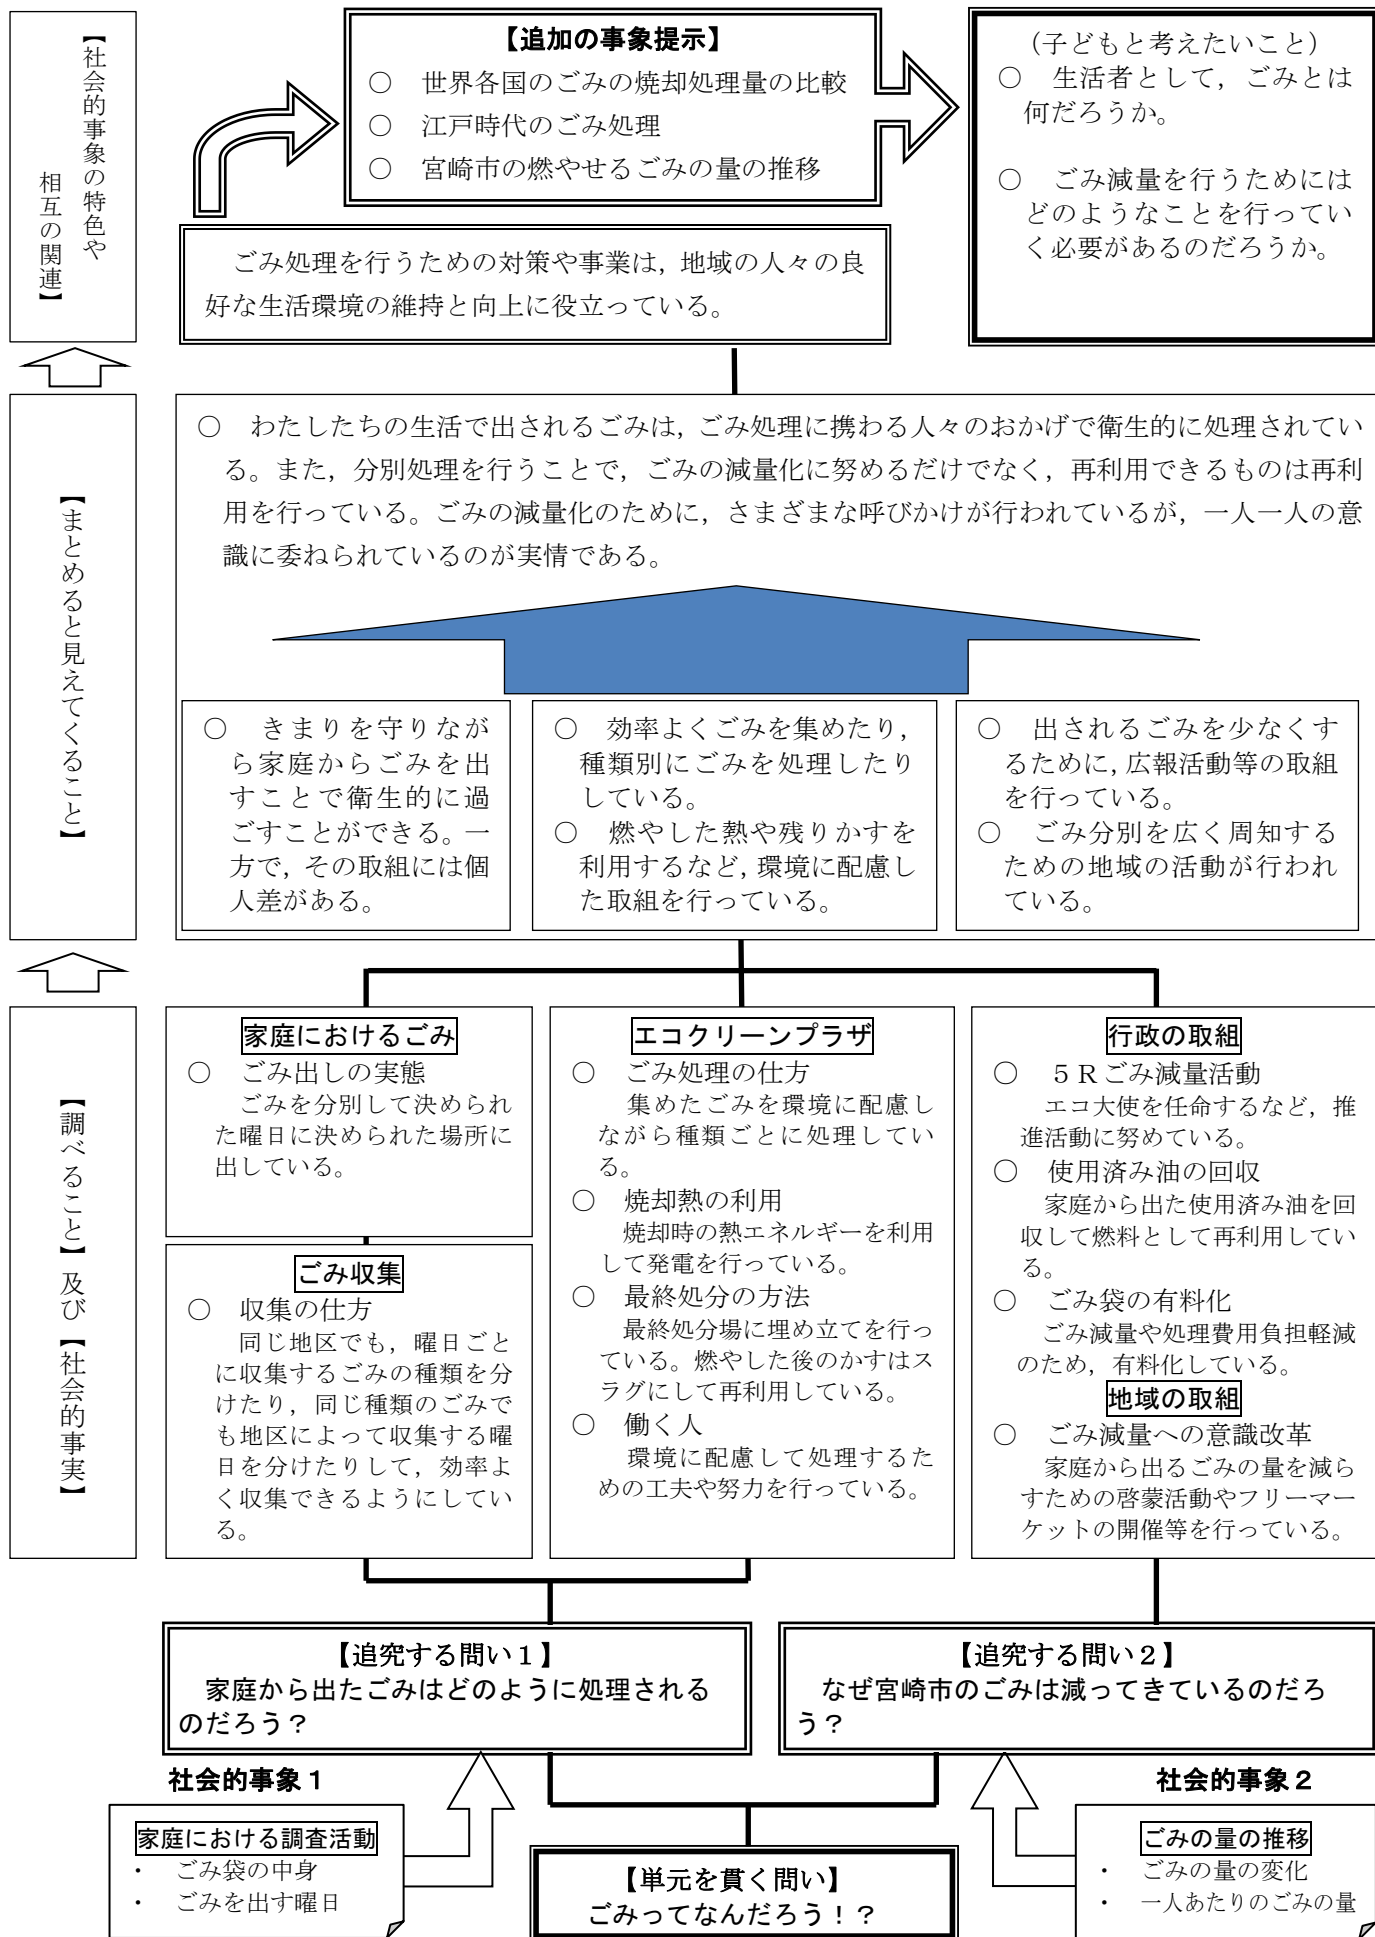 【社会的事象の特色や
相互の関連】
【追加の事象提示】
○　世界各国のごみの焼却処理量の比較
○　江戸時代のごみ処理
○　宮崎市の燃やせるごみの量の推移
（子どもと考えたいこと）
○　生活者として，ごみとは
何だろうか。
○　ごみ減量を行うためには
どのようなことを行ってい
く必要があるのだろうか。
ごみ処理を行うための対策や事業は，地域の人々の良
好な生活環境の維持と向上に役立っている。
【まとめると見えてくること】
○　わたしたちの生活で出されるごみは，ごみ処理に携わる人々のおかげで衛生的に処理されてい
る。また，分別処理を行うことで，ごみの減量化に努めるだけでなく，再利用できるものは再利
用を行っている。ごみの減量化のために，さまざまな呼びかけが行われているが，一人一人の意
識に委ねられているのが実情である。
○　きまりを守りなが
ら家庭からごみを出
すことで衛生的に過
ごすことができる。一
方で，その取組には個
人差がある。
○　効率よくごみを集めたり，
種類別にごみを処理したり
している。
○　燃やした熱や残りかすを
利用するなど，環境に配慮し
た取組を行っている。
○　出されるごみを少なくす
るために，広報活動等の取組
を行っている。
○　ごみ分別を広く周知する
ための地域の活動が行われ
ている。
【調べること】及び【社会的事実】
家庭におけるごみ
○　ごみ出しの実態
ごみを分別して決められ
た曜日に決められた場所に
出している。
ごみ収集
○　収集の仕方
同じ地区でも，曜日ごと
に収集するごみの種類を分
けたり，同じ種類のごみで
も地区によって収集する曜
日を分けたりして，効率よ
く収集できるようにしてい
る。
エコクリーンプラザ
○　ごみ処理の仕方
集めたごみを環境に配慮し
ながら種類ごとに処理してい
る。
○　焼却熱の利用
焼却時の熱エネルギーを利用
して発電を行っている。
○　最終処分の方法
最終処分場に埋め立てを行っ
ている。燃やした後のかすはス
ラグにして再利用している。
○　働く人
環境に配慮して処理するた
めの工夫や努力を行っている。
行政の取組
○　５Ｒごみ減量活動
エコ大使を任命するなど，推
進活動に努めている。
○　使用済み油の回収
家庭から出た使用済み油を回
収して燃料として再利用してい
る。
○　ごみ袋の有料化
ごみ減量や処理費用負担軽減
のため，有料化している。
地域の取組
○　ごみ減量への意識改革
家庭から出るごみの量を減ら
すための啓蒙活動やフリーマー
ケットの開催等を行っている。
【追究する問い１】
家庭から出たごみはどのように処理される
のだろう？
【追究する問い２】
なぜ宮崎市のごみは減ってきているのだろ
う？
社会的事象１
家庭における調査活動
・　ごみ袋の中身
・　ごみを出す曜日
【単元を貫く問い】
ごみってなんだろう！？
社会的事象２
ごみの量の推移
・　ごみの量の変化
・　一人あたりのごみの量